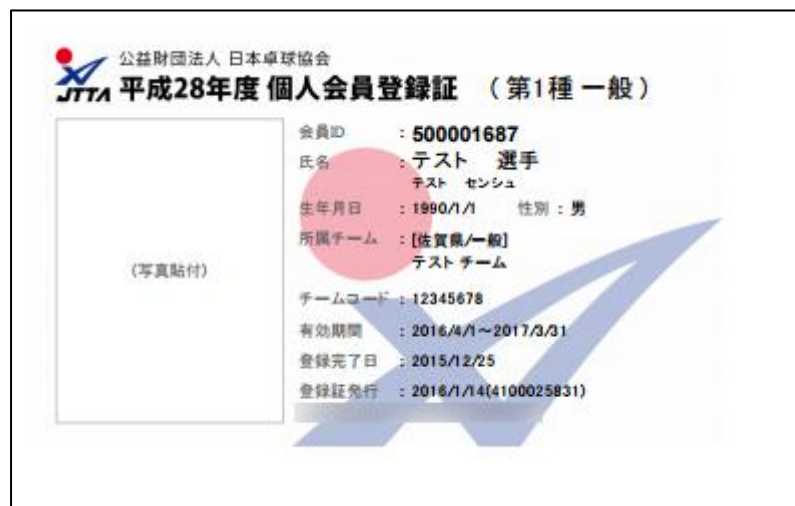 公益財団法人 日本卓球協会
JTTA 平成28年度 個人会員登録証 （第1種 一般）
会員ID : 500001687
氏名 : テスト 選手
テスト センシュ
生年月日 : 1990/1/1 性別 : 男
所属チーム : [佐賀県/一般]
テスト チーム
(写真貼付)
チームコード : 12345678
有効期間 : 2016/4/1～2017/3/31
登録完了日 : 2015/12/25
登録証発行 : 2016/1/14(4100025831)